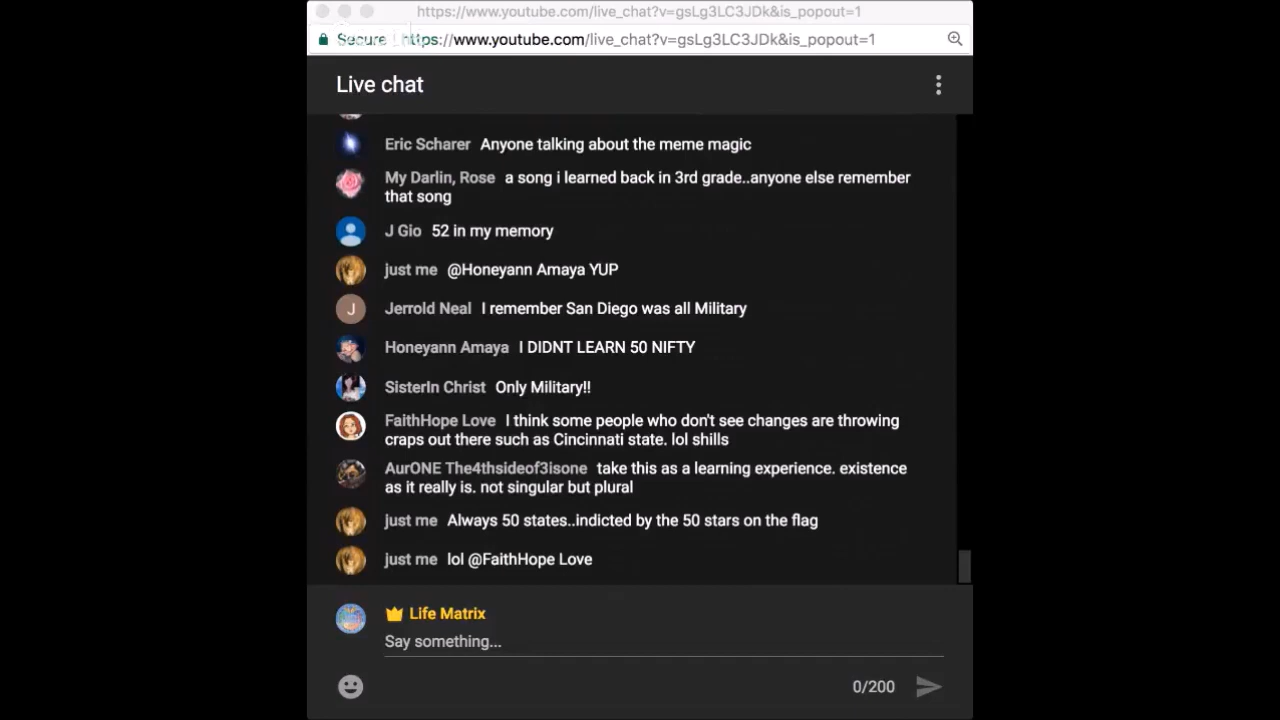 https://www.youtube.com/live_chat?v=gsLg3LC3JDk&is_popout=1
Secure https://www.youtube.com/live_chat?v=gsLg3LC3JDk&is_popout=1
Live chat
Eric Scharer Anyone talking about the meme magic
My Darlin, Rose a song i learned back in 3rd grade..anyone else remember
that song
J Gio 52 in my memory
just me @Honeyann Amaya YUP
J Jerrold Neal I remember San Diego was all Military
Honeyann Amaya I DIDNT LEARN 50 NIFTY
SisterIn Christ Only Military!!
FaithHope Love I think some people who don't see changes are throwing
craps out there such as Cincinnati state. lol shills
AurONE The4thsideof3isone take this as a learning experience. existence
as it really is. not singular but plural
just me Always 50 states..indicted by the 50 stars on the flag
just me lol @FaithHope Love
Life Matrix
Say something...
0/200